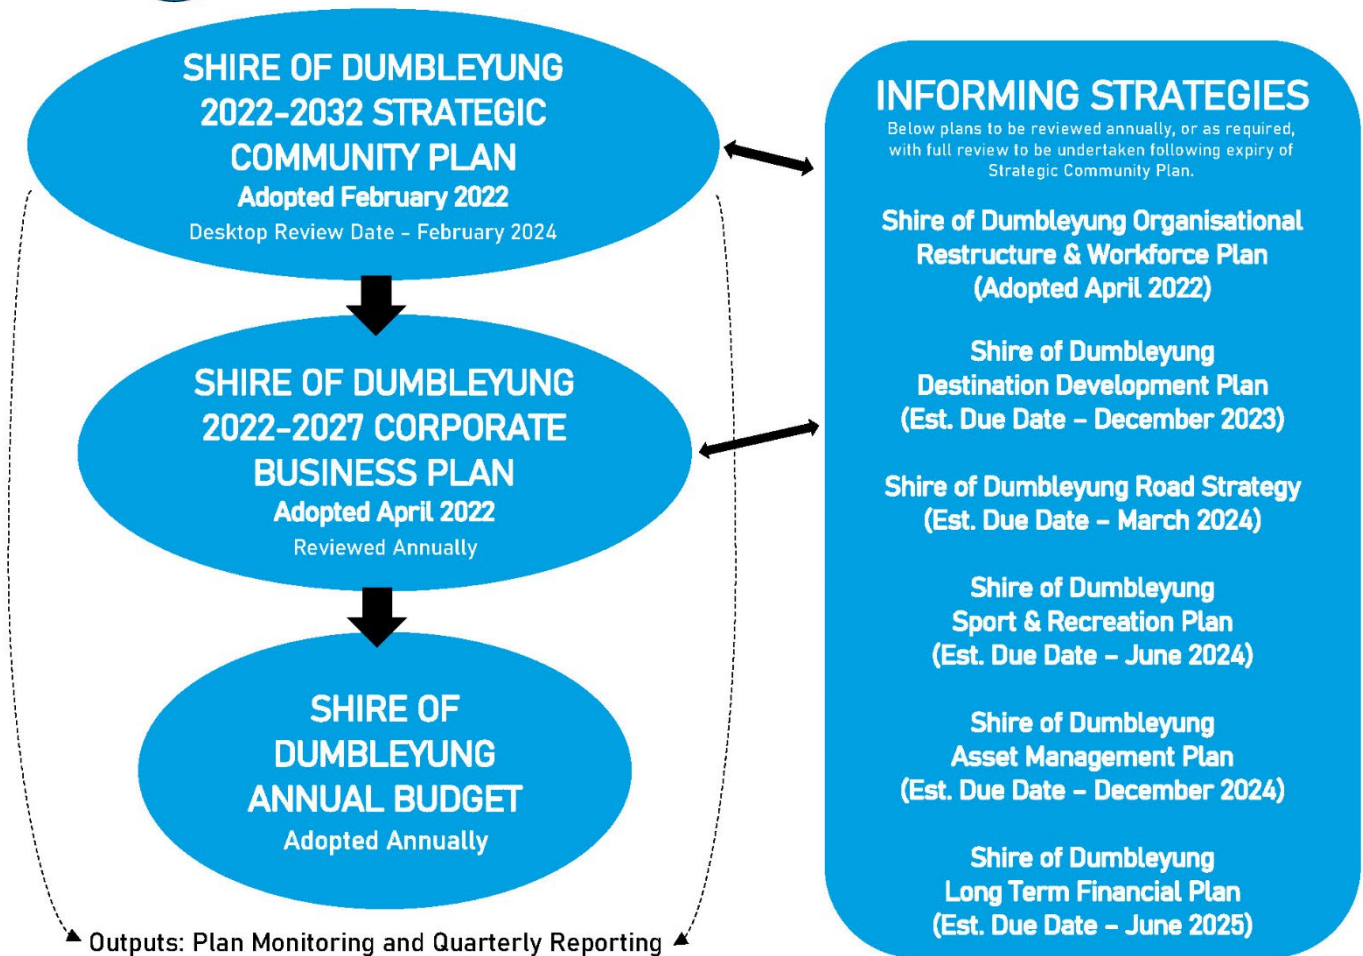 SHIRE OF DUMBLEYUNG
2022-2032 STRATEGIC
COMMUNITY PLAN
Adopted February 2022
Desktop Review Date - February 2024
SHIRE OF DUMBLEYUNG
2022-2027 CORPORATE
BUSINESS PLAN
Adopted April 2022
Reviewed Annually
SHIRE OF
DUMBLEYUNG
ANNUAL BUDGET
Adopted Annually
Outputs: Plan Monitoring and Quarterly Reporting
INFORMING STRATEGIES
Below plans to be reviewed annually, or as required,
with full review to be undertaken following expiry of
Strategic Community Plan.
Shire of Dumbleyung Organisational
Restructure & Workforce Plan
(Adopted April 2022)
Shire of Dumbleyung
Destination Development Plan
(Est. Due Date – December 2023)
Shire of Dumbleyung Road Strategy
(Est. Due Date – March 2024)
Shire of Dumbleyung
Sport & Recreation Plan
(Est. Due Date – June 2024)
Shire of Dumbleyung
Asset Management Plan
(Est. Due Date – December 2024)
Shire of Dumbleyung
Long Term Financial Plan
(Est. Due Date – June 2025)